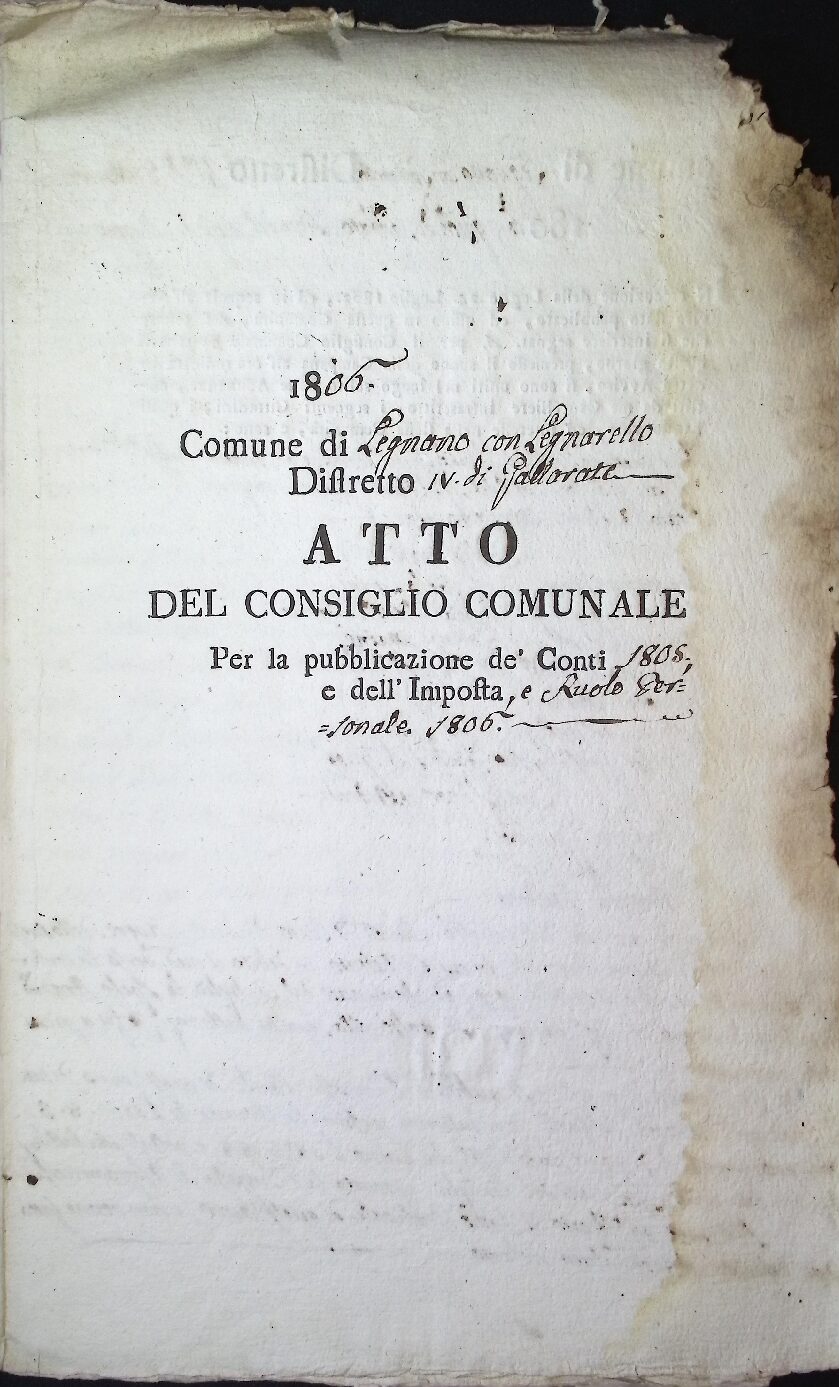 1806.
Comune di Legnano con Legnarello
Diſtretto IV. di Gallarate
ATTO
DEL CONSIGLIO COMUNALE
Per la pubblicazione de' Conti 1805,
e dell' Impoſta, e Ruolo Per=
=sonale. 1806.